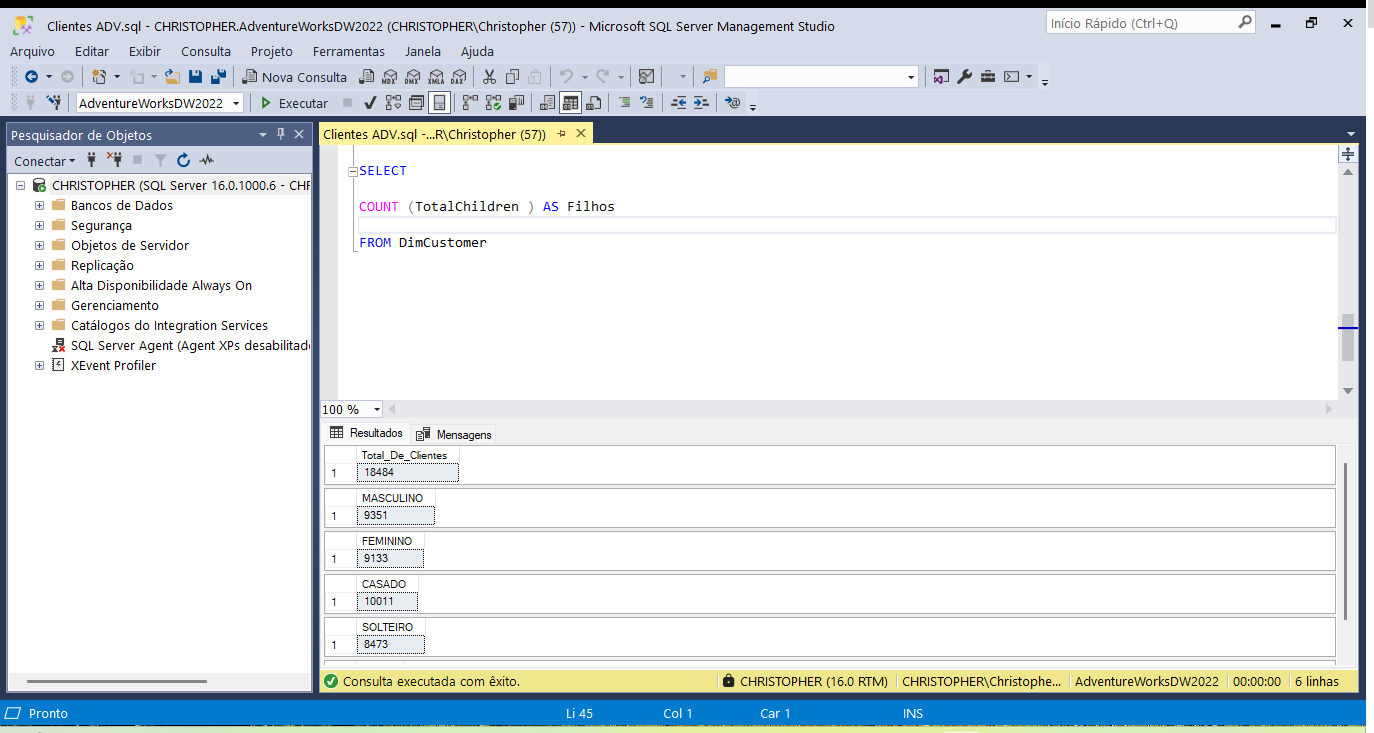 Clientes ADV.sql - CHRISTOPHER.AdventureWorksDW2022 (CHRISTOPHER\Christopher (57)) - Microsoft SQL Server Management Studio
Início Rápido (Ctrl+Q)
Arquivo Editar Exibir Consulta Projeto Ferramentas Janela Ajuda
Nova Consulta MDX DMX XMLA DAX
AdventureWorksDW2022 Executar
Pesquisador de Objetos
Clientes ADV.sql -...R\Christopher (57))
Conectar
CHRISTOPHER (SQL Server 16.0.1000.6 - CHR
Bancos de Dados
Segurança
Objetos de Servidor
Replicação
Alta Disponibilidade Always On
Gerenciamento
Catálogos do Integration Services
SQL Server Agent (Agent XPs desabilitado
XEvent Profiler
SELECT
COUNT (TotalChildren ) AS Filhos
FROM DimCustomer
100 %
Resultados Mensagens
Total_De_Clientes
1 18484
MASCULINO
1 9351
FEMININO
1 9133
CASADO
1 10011
SOLTEIRO
1 8473
Consulta executada com êxito.
CHRISTOPHER (16.0 RTM) CHRISTOPHER\Christophe... AdventureWorksDW2022 00:00:00 6 linhas
Pronto Li 45 Col 1 Car 1 INS